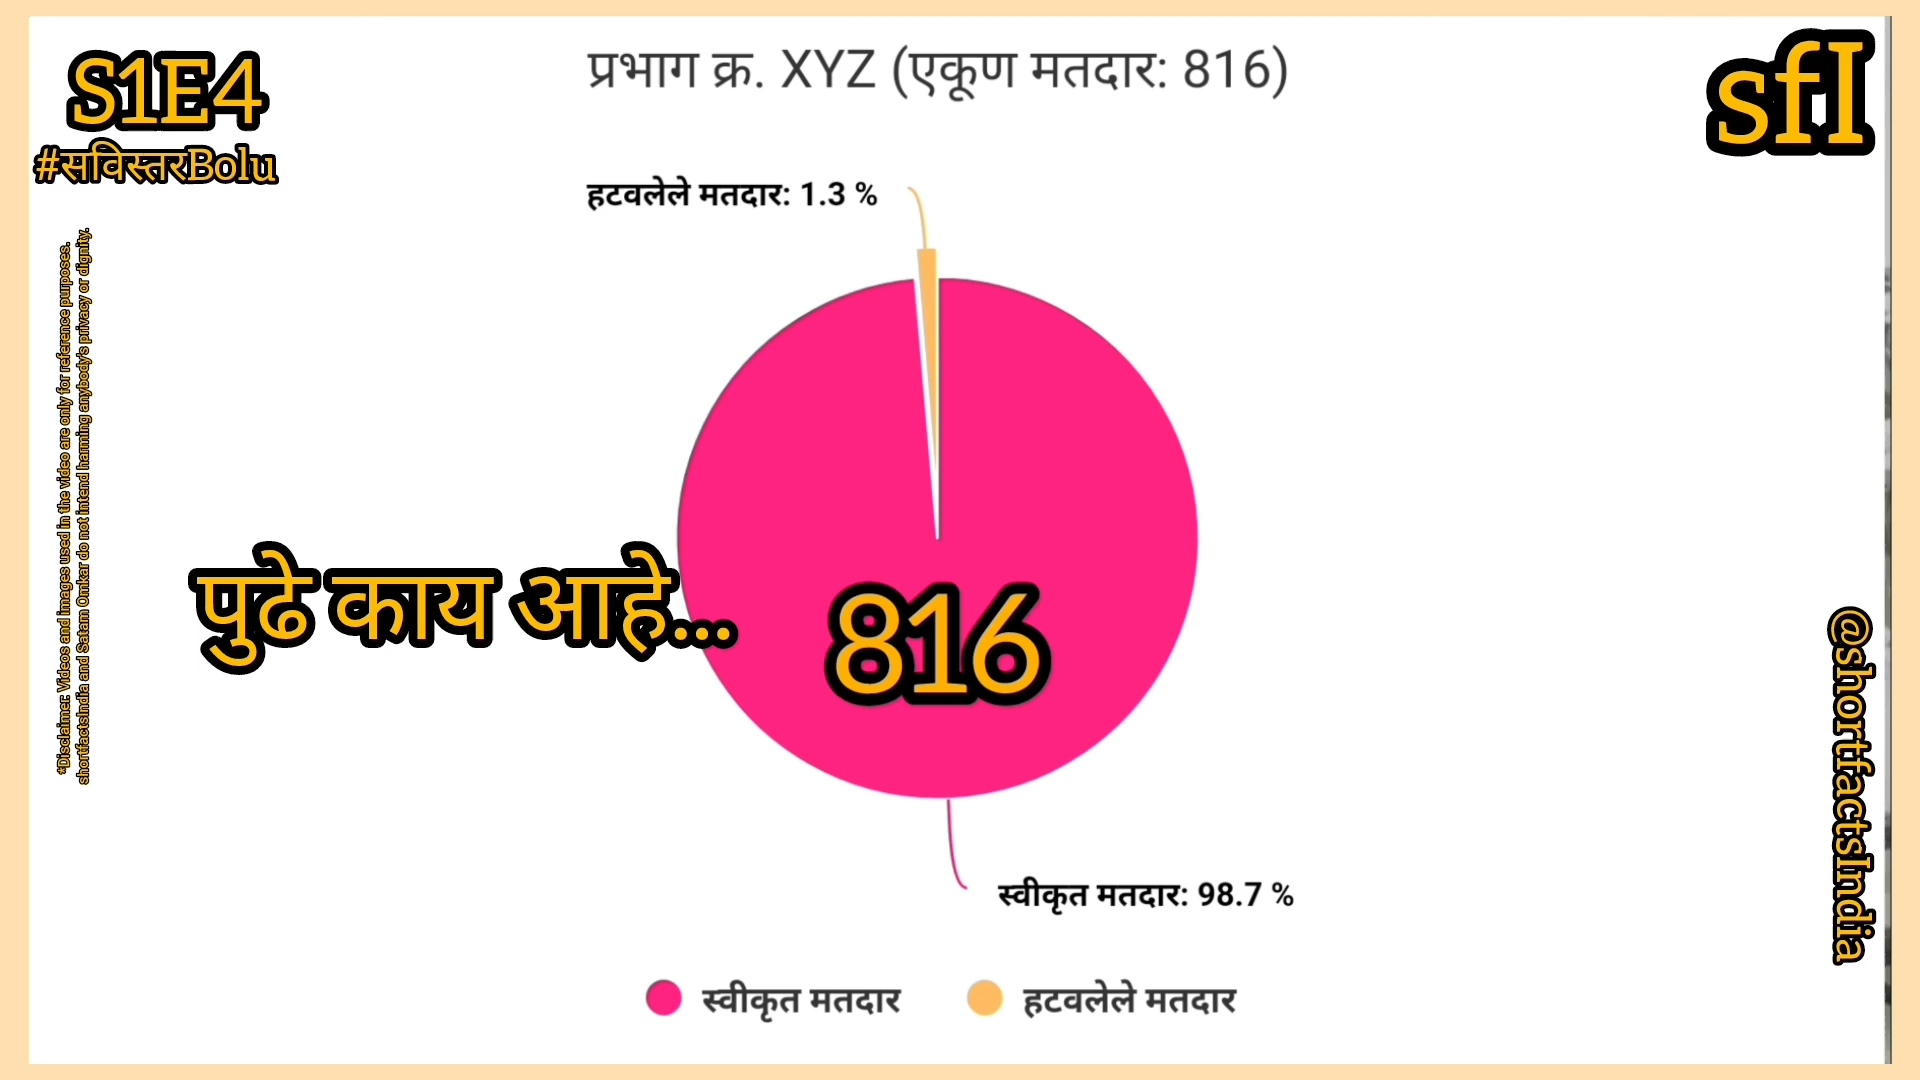 S1E4
#सविस्तरBolu
प्रभाग क्र. XYZ (एकूण मतदार: 816)
sfI
हटवलेले मतदार: 1.3 %
*Disclaimer: Videos and images used in the video are only for reference purposes.
shortfactsIndia and Satam Omkar do not intend harming anybody's privacy or dignity.
पुढे काय आहे...
816
@shortfactsIndia
स्वीकृत मतदार: 98.7 %
स्वीकृत मतदार
हटवलेले मतदार